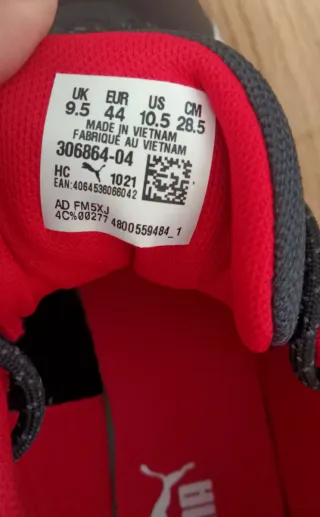 UK EUR US CM
9.5 44 10.5 28.5
MADE IN VIETNAM
FABRIQUÉ AU VIETNAM
306864-04
HC 1021
EAN:4064536066042
AD FM5XJ
4C%00277 4800559484_1